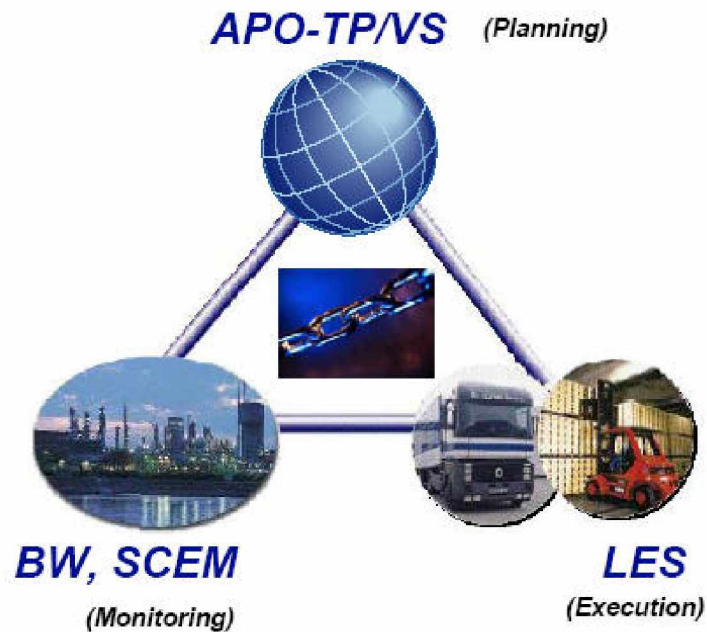 APO-TP/VS (Planning)
BW, SCEM
(Monitoring)
LES
(Execution)